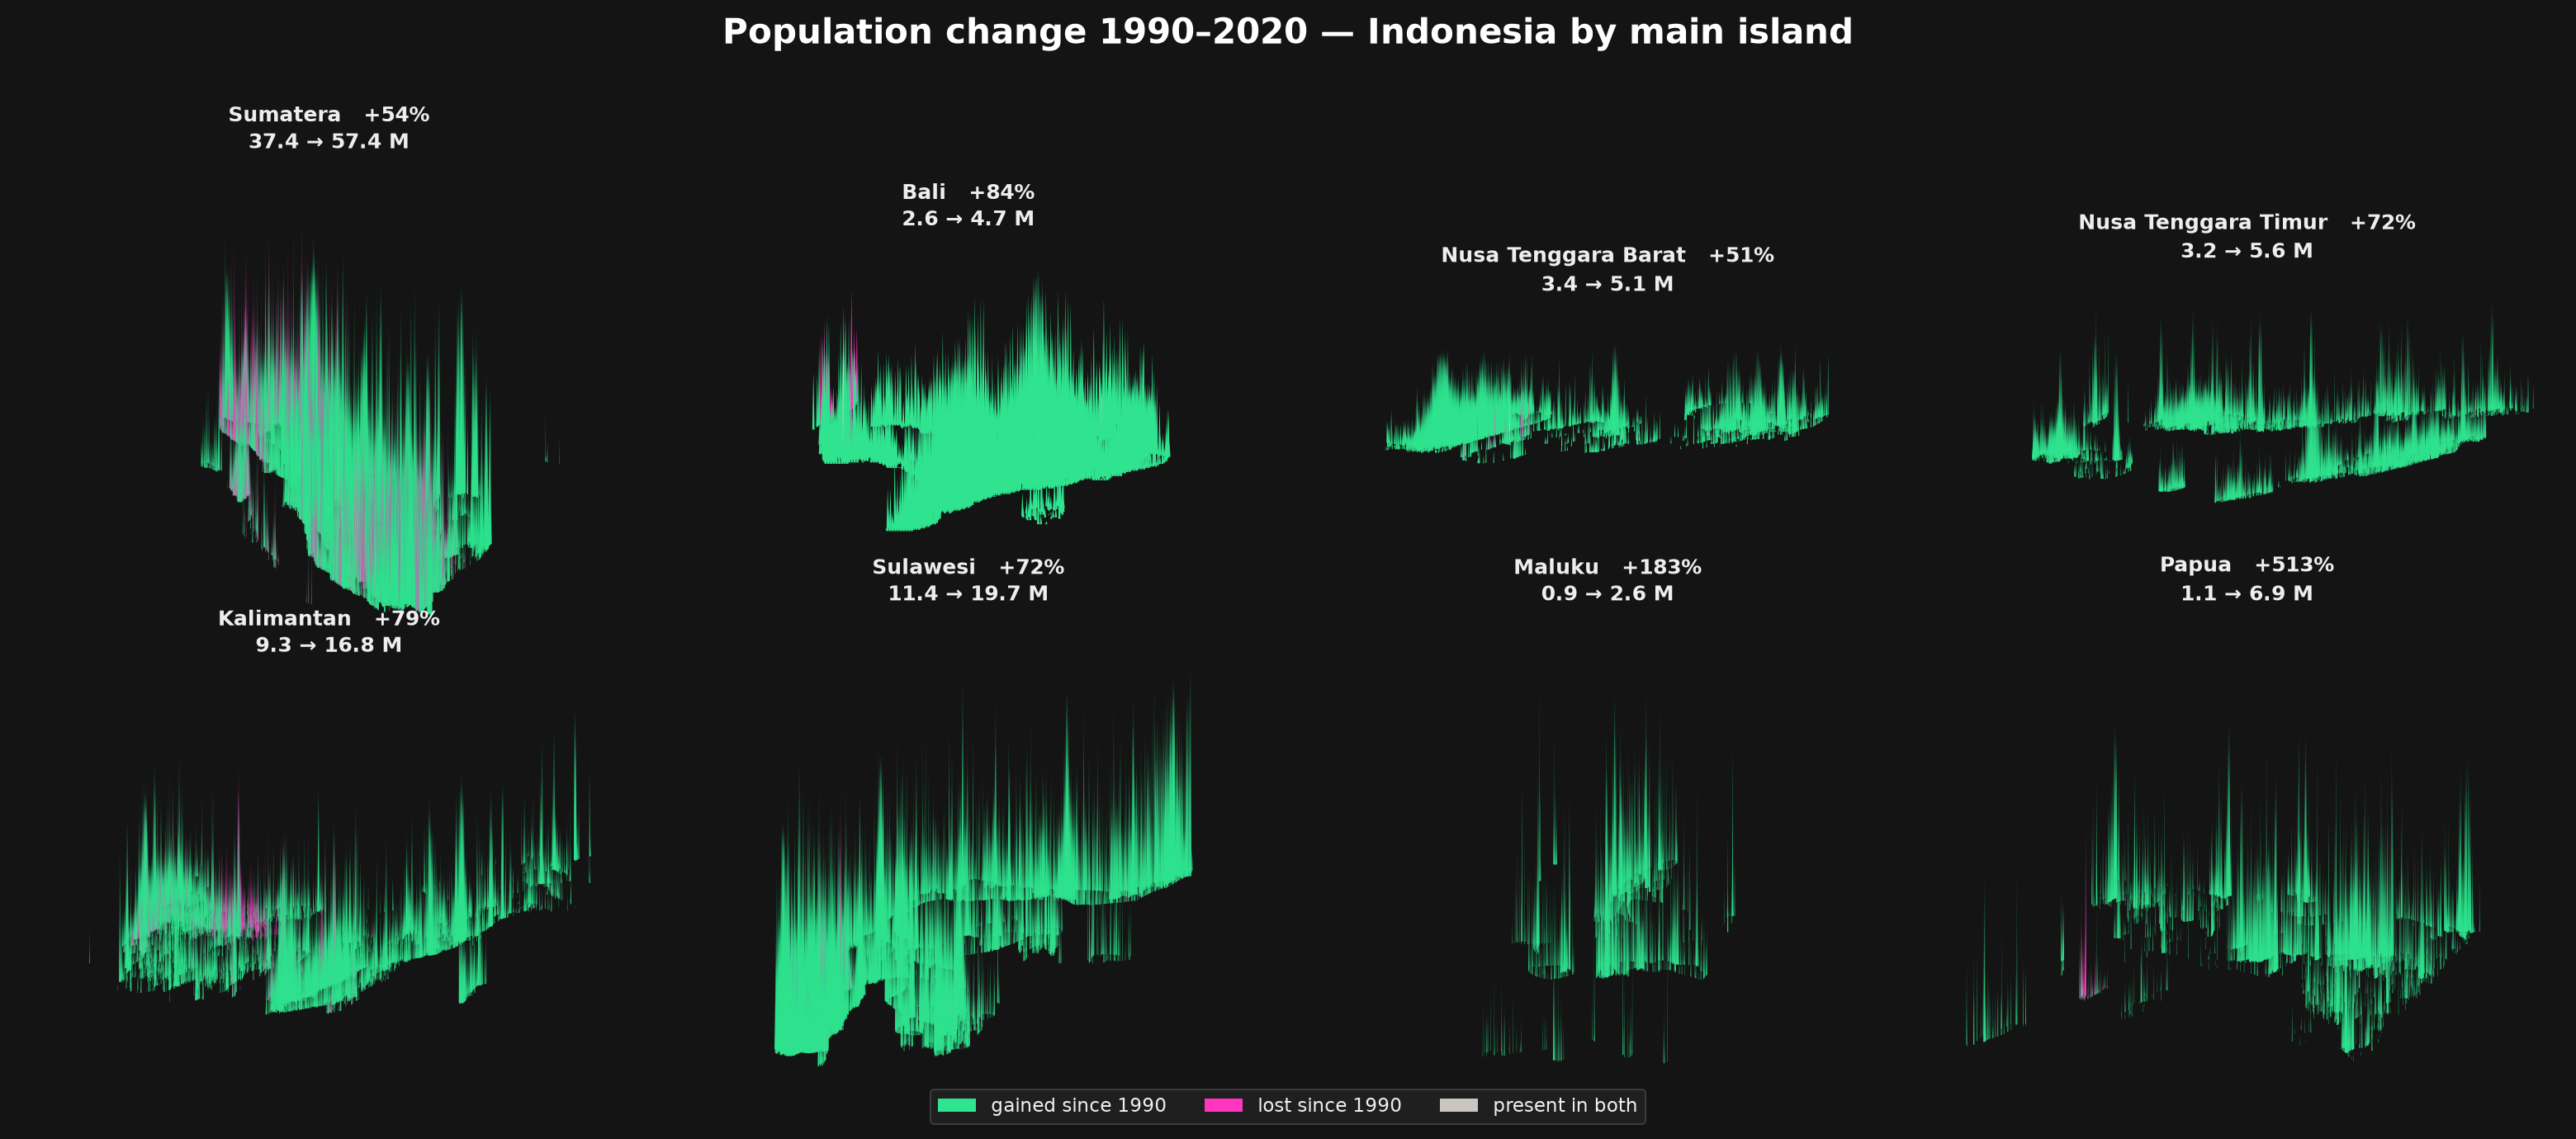 Population change 1990–2020 — Indonesia by main island
Sumatera +54%
37.4 → 57.4 M
Bali +84%
2.6 → 4.7 M
Nusa Tenggara Barat +51%
3.4 → 5.1 M
Nusa Tenggara Timur +72%
3.2 → 5.6 M
Kalimantan +79%
9.3 → 16.8 M
Sulawesi +72%
11.4 → 19.7 M
Maluku +183%
0.9 → 2.6 M
Papua +513%
1.1 → 6.9 M
gained since 1990
lost since 1990
present in both